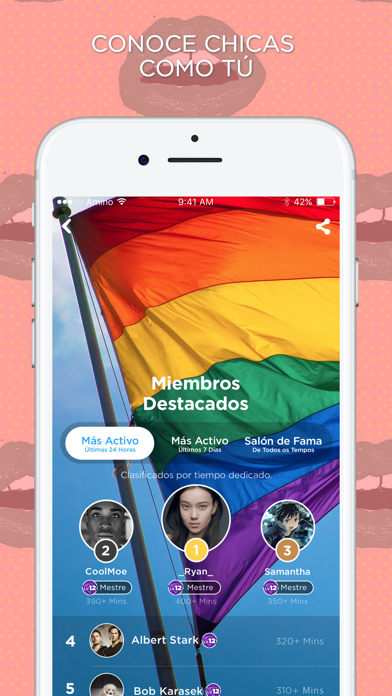 CONOCE CHICAS
COMO TÚ
Amino 9:41 AM 42%
Miembros
Destacados
Más Activo
Últimas 24 Horas
Más Activo
Últimos 7 Días
Salón de Fama
De Todos os Tempos
Clasificados por tiempo dedicado.
2 1 3
CoolMoe _Ryan_ Samantha
12 Mestre 12 Mestre 12 Mestre
390+ Mins 400+ Mins 350+ Mins
4 Albert Stark 12 320+ Mins
5 Bob Karasek 12 310+ Mins